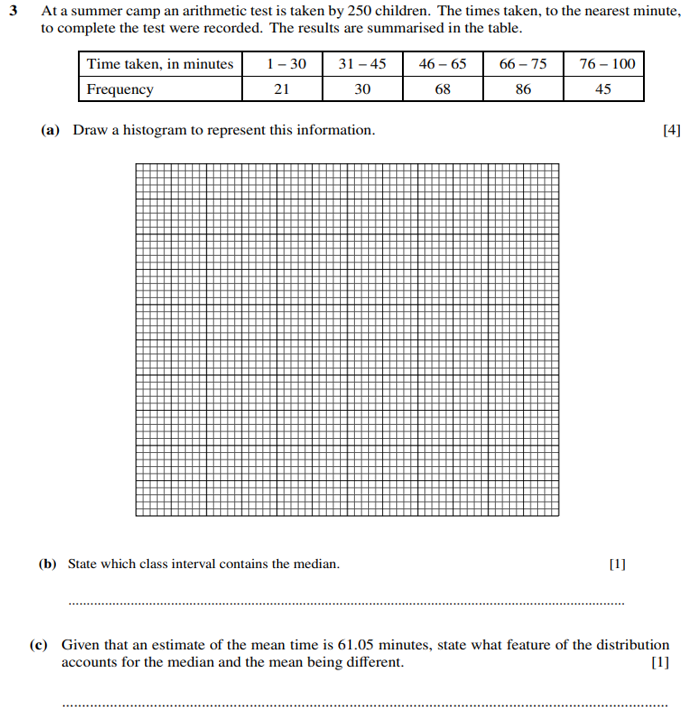 3 At a summer camp an arithmetic test is taken by 250 children. The times taken, to the nearest minute,
to complete the test were recorded. The results are summarised in the table.
Time taken, in minutes 1 – 30 31 – 45 46 – 65 66 – 75 76 – 100
Frequency 21 30 68 86 45
(a) Draw a histogram to represent this information. [4]
(b) State which class interval contains the median. [1]
(c) Given that an estimate of the mean time is 61.05 minutes, state what feature of the distribution
accounts for the median and the mean being different. [1]